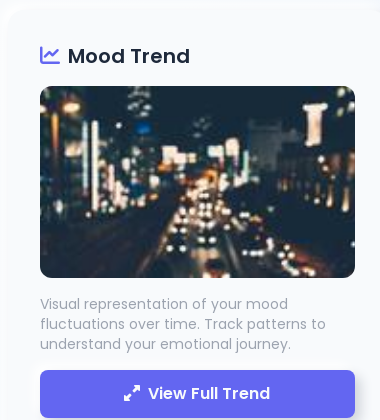 Mood Trend
Visual representation of your mood
fluctuations over time. Track patterns to
understand your emotional journey.
View Full Trend